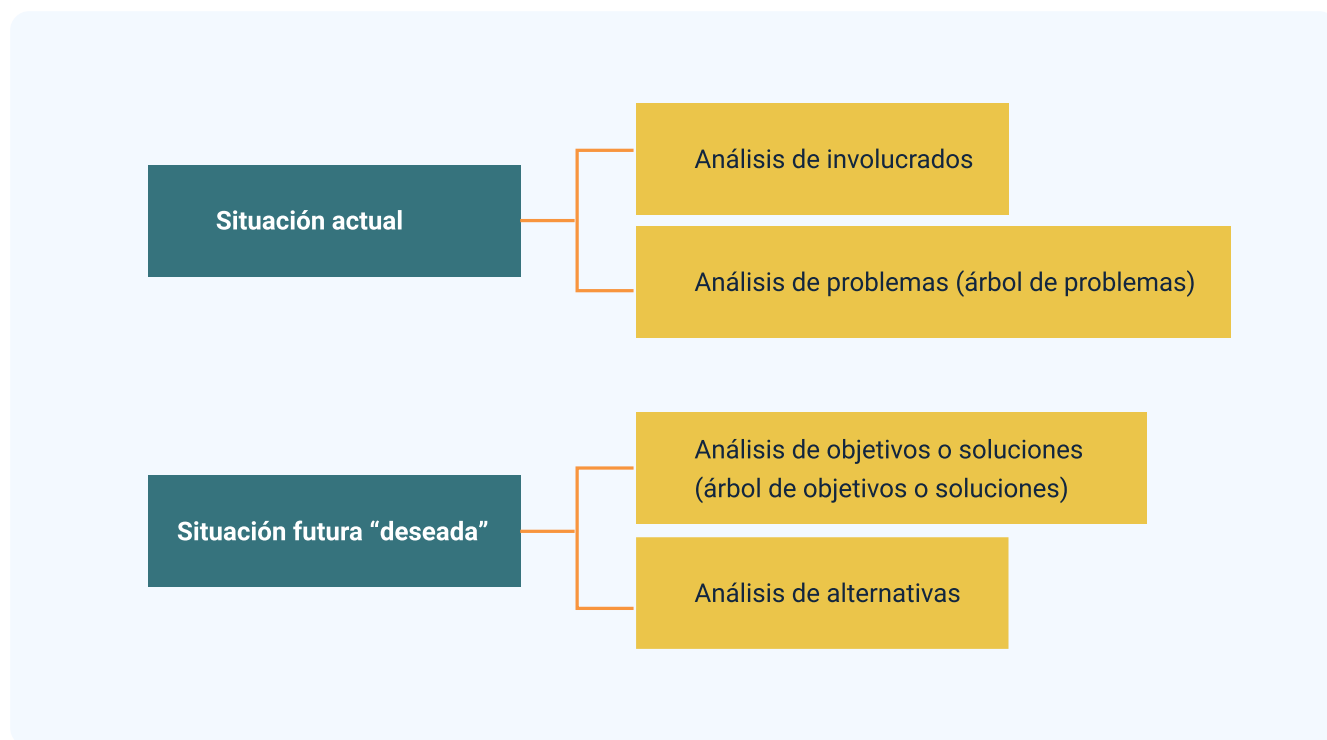 Situación actual
Análisis de involucrados
Análisis de problemas (árbol de problemas)
Situación futura “deseada”
Análisis de objetivos o soluciones
(árbol de objetivos o soluciones)
Análisis de alternativas